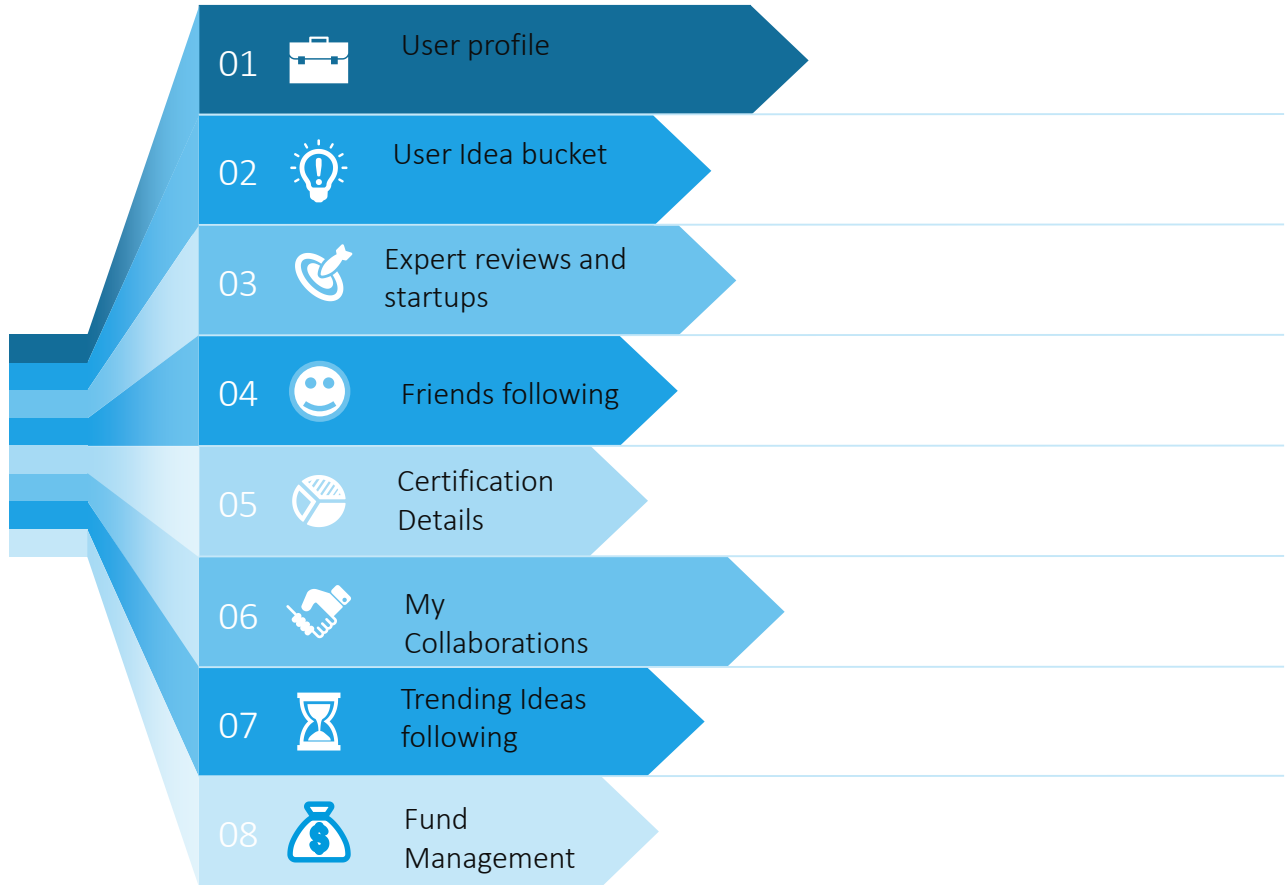 01
User profile
02
User Idea bucket
03
Expert reviews and
startups
04
Friends following
05
Certification
Details
06
My
Collaborations
07
Trending Ideas
following
08
$
Fund
Management